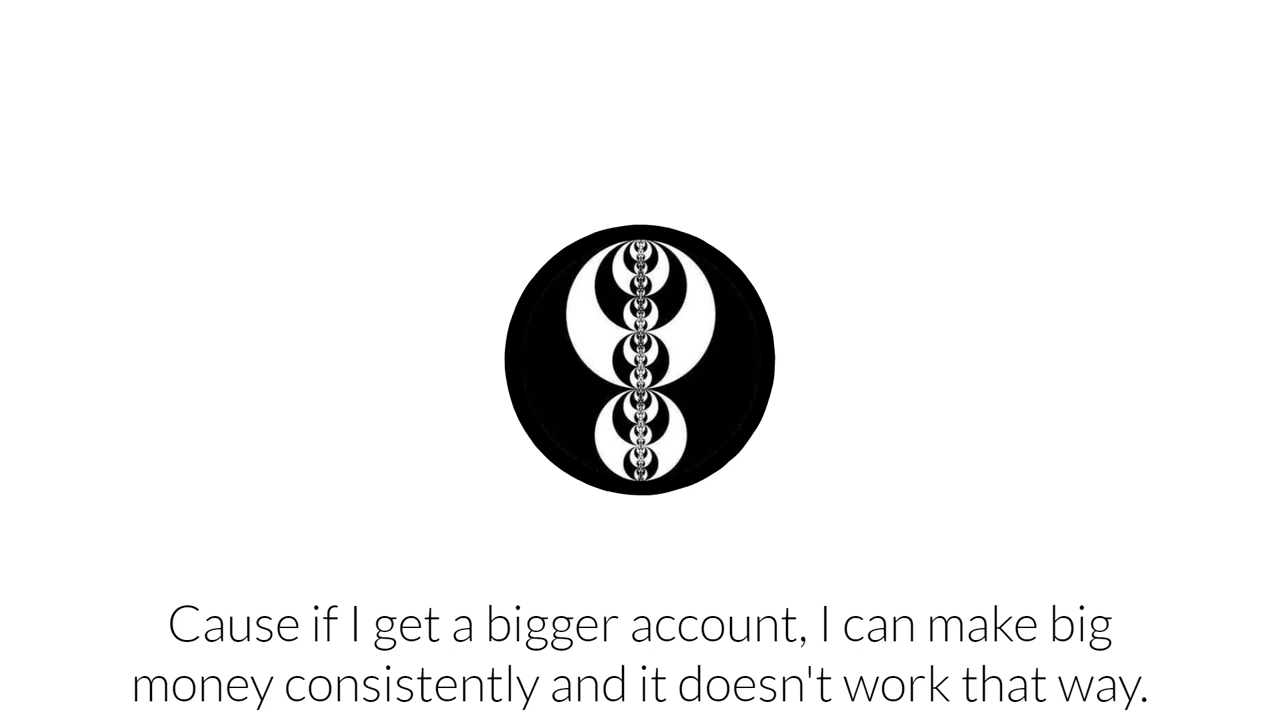 Cause if I get a bigger account, I can make big
money consistently and it doesn't work that way.